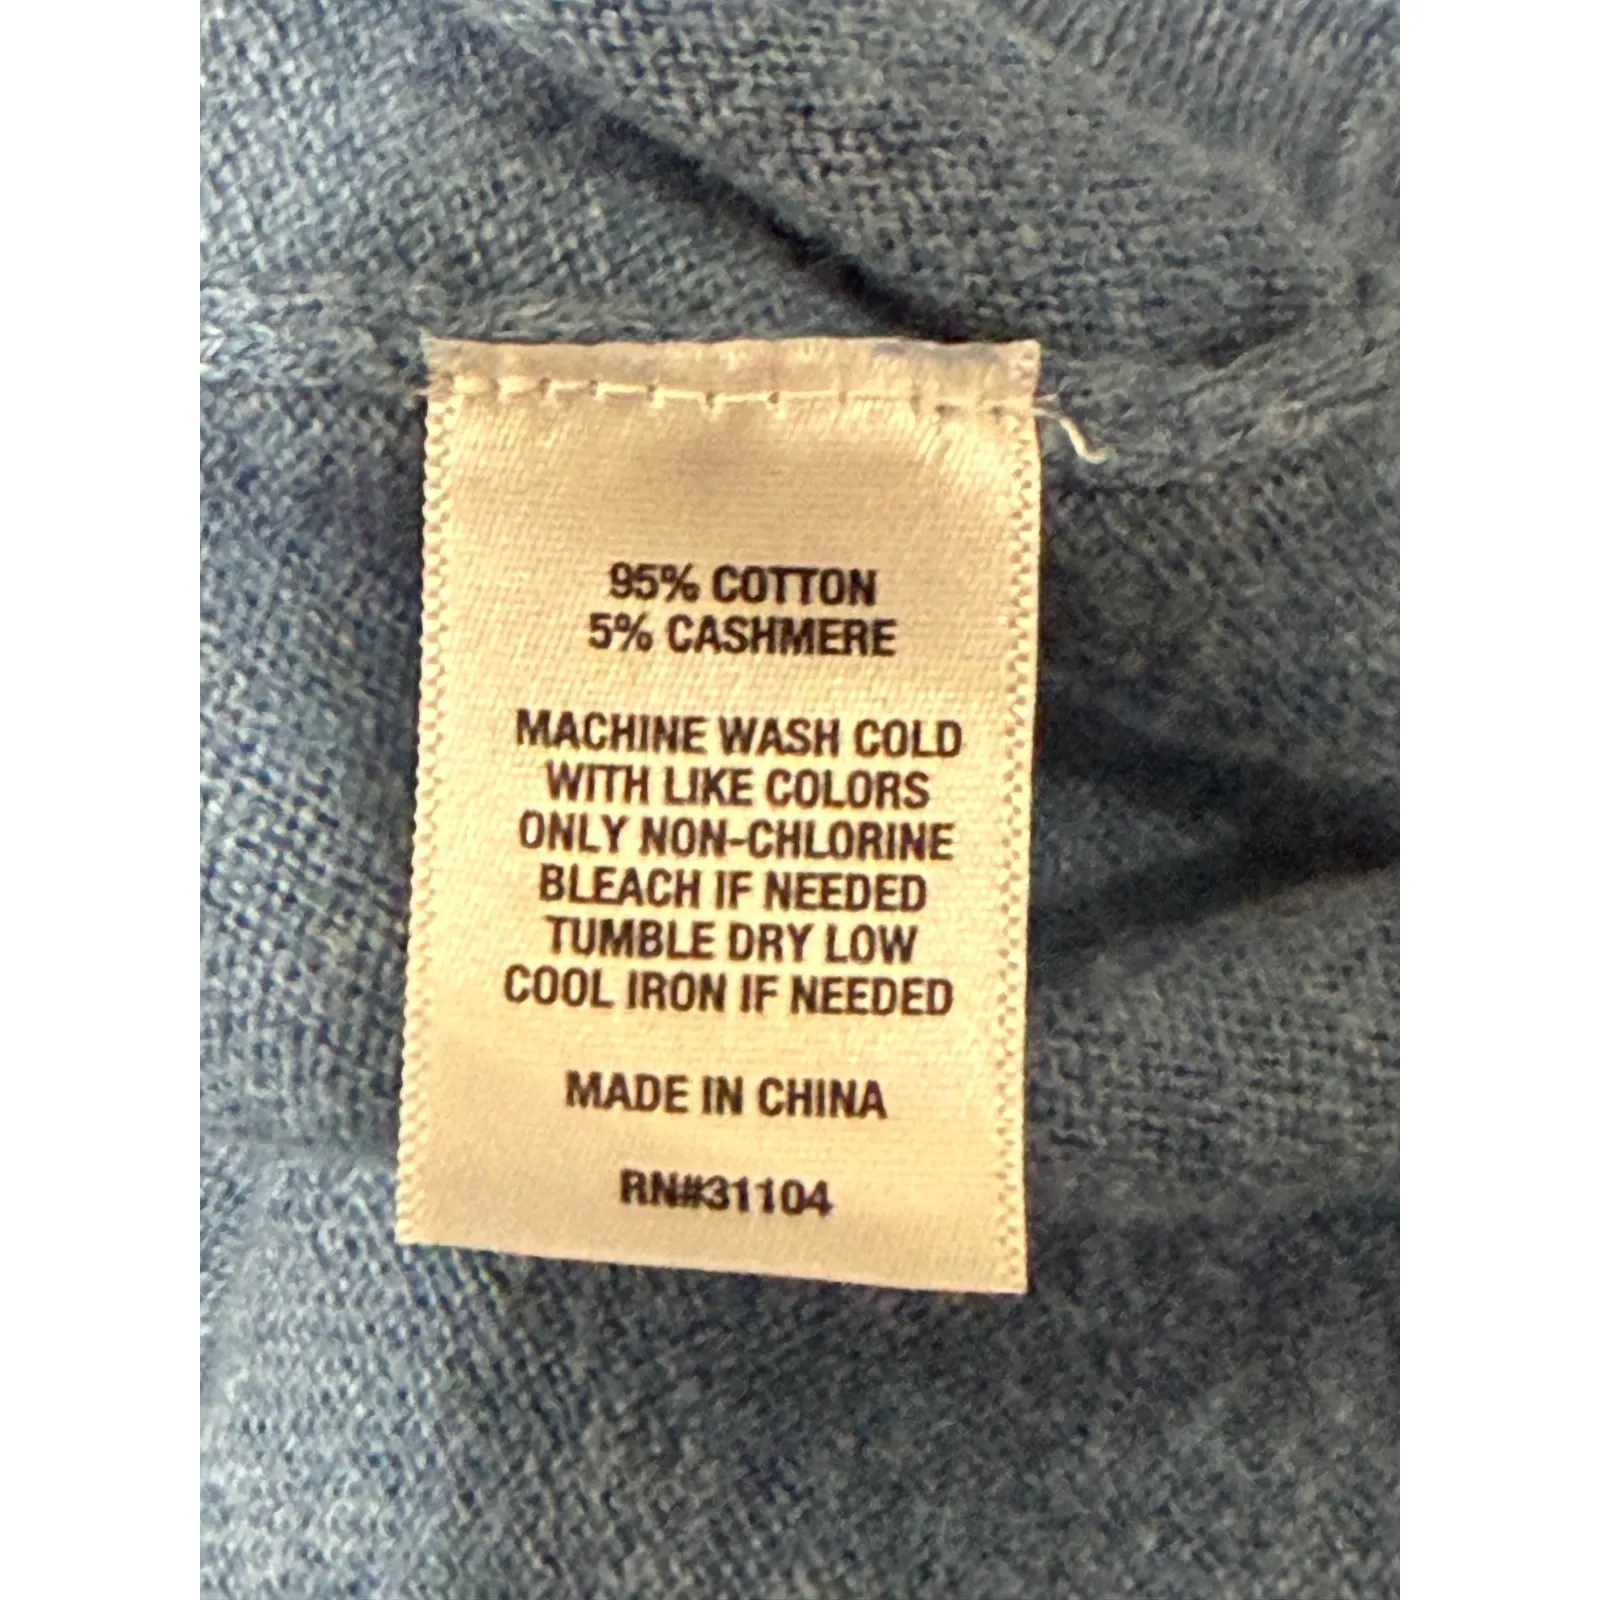 95% COTTON
5% CASHMERE
MACHINE WASH COLD
WITH LIKE COLORS
ONLY NON-CHLORINE
BLEACH IF NEEDED
TUMBLE DRY LOW
COOL IRON IF NEEDED
MADE IN CHINA
RN#31104